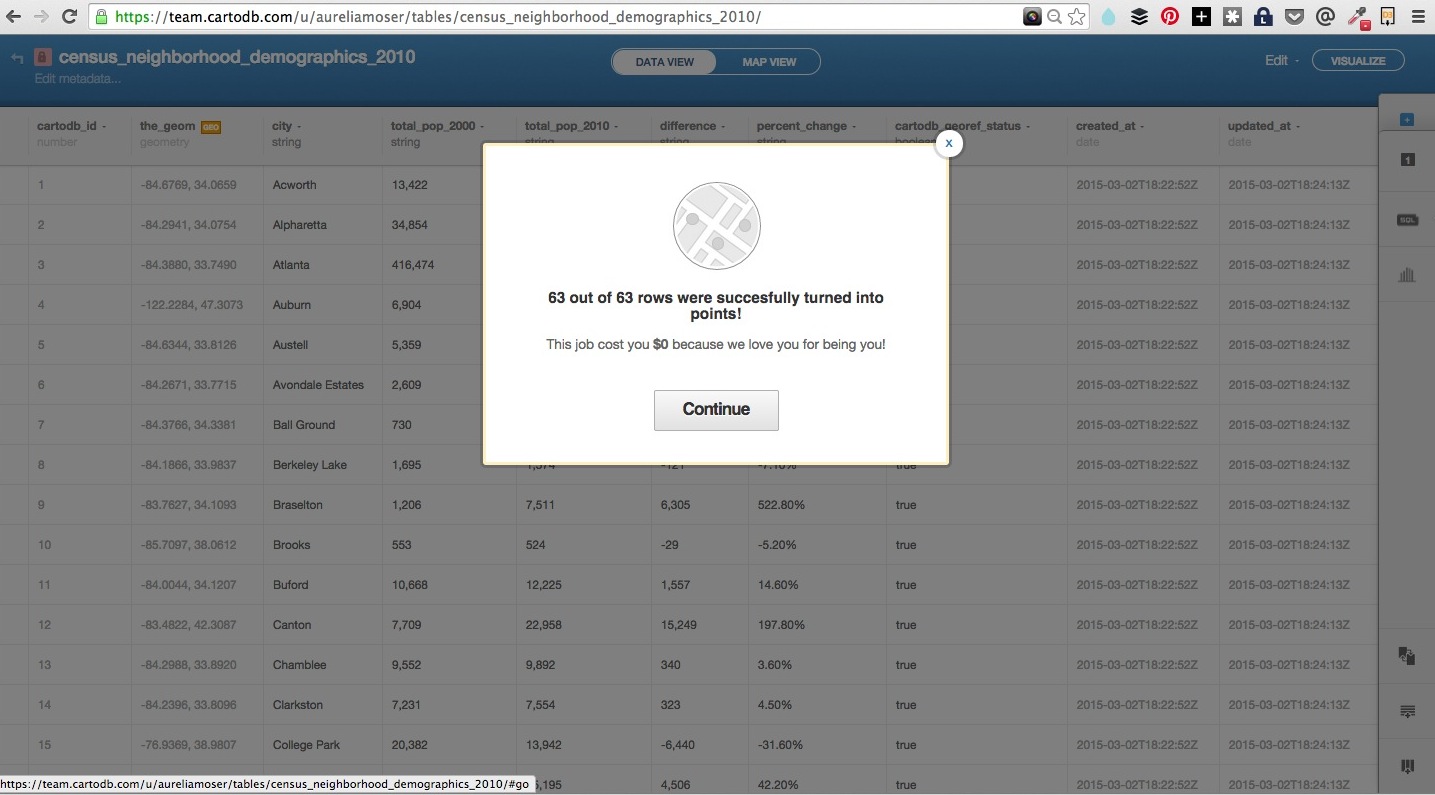 https://team.cartodb.com/u/aureliamoser/tables/census_neighborhood_demographics_2010/
census_neighborhood_demographics_2010
Edit metadata...
DATA VIEW MAP VIEW
Edit VISUALIZE
cartodb_id the_geom GEO city total_pop_2000 total_pop_2010 difference percent_change cartodb_georef_status created_at updated_at
number geometry string string string string boolean date date
1 -84.6769, 34.0659 Acworth 13,422 2015-03-02T18:22:52Z 2015-03-02T18:24:13Z
2 -84.2941, 34.0754 Alpharetta 34,854 2015-03-02T18:22:52Z 2015-03-02T18:24:13Z
3 -84.3880, 33.7490 Atlanta 416,474 2015-03-02T18:22:52Z 2015-03-02T18:24:13Z
4 -122.2284, 47.3073 Auburn 6,904 2015-03-02T18:22:52Z 2015-03-02T18:24:13Z
5 -84.6344, 33.8126 Austell 5,359 2015-03-02T18:22:52Z 2015-03-02T18:24:13Z
6 -84.2671, 33.7715 Avondale Estates 2,609 2015-03-02T18:22:52Z 2015-03-02T18:24:13Z
7 -84.3766, 34.3381 Ball Ground 730 2015-03-02T18:22:52Z 2015-03-02T18:24:13Z
8 -84.1866, 33.9837 Berkeley Lake 1,695 1,574 -121 -7.10% true 2015-03-02T18:22:52Z 2015-03-02T18:24:13Z
9 -83.7627, 34.1093 Braselton 1,206 7,511 6,305 522.80% true 2015-03-02T18:22:52Z 2015-03-02T18:24:13Z
10 -85.7097, 38.0612 Brooks 553 524 -29 -5.20% true 2015-03-02T18:22:52Z 2015-03-02T18:24:13Z
11 -84.0044, 34.1207 Buford 10,668 12,225 1,557 14.60% true 2015-03-02T18:22:52Z 2015-03-02T18:24:13Z
12 -83.4822, 42.3087 Canton 7,709 22,958 15,249 197.80% true 2015-03-02T18:22:52Z 2015-03-02T18:24:13Z
13 -84.2988, 33.8920 Chamblee 9,552 9,892 340 3.60% true 2015-03-02T18:22:52Z 2015-03-02T18:24:13Z
14 -84.2396, 33.8096 Clarkston 7,231 7,554 323 4.50% true 2015-03-02T18:22:52Z 2015-03-02T18:24:13Z
15 -76.9369, 38.9807 College Park 20,382 13,942 -6,440 -31.60% true 2015-03-02T18:22:52Z 2015-03-02T18:24:13Z
4,506 42.20% true 2015-03-02T18:22:52Z 2015-03-02T18:24:13Z
x
63 out of 63 rows were succesfully turned into
points!
This job cost you $0 because we love you for being you!
Continue
1
SQL
https://team.cartodb.com/u/aureliamoser/tables/census_neighborhood_demographics_2010/#go